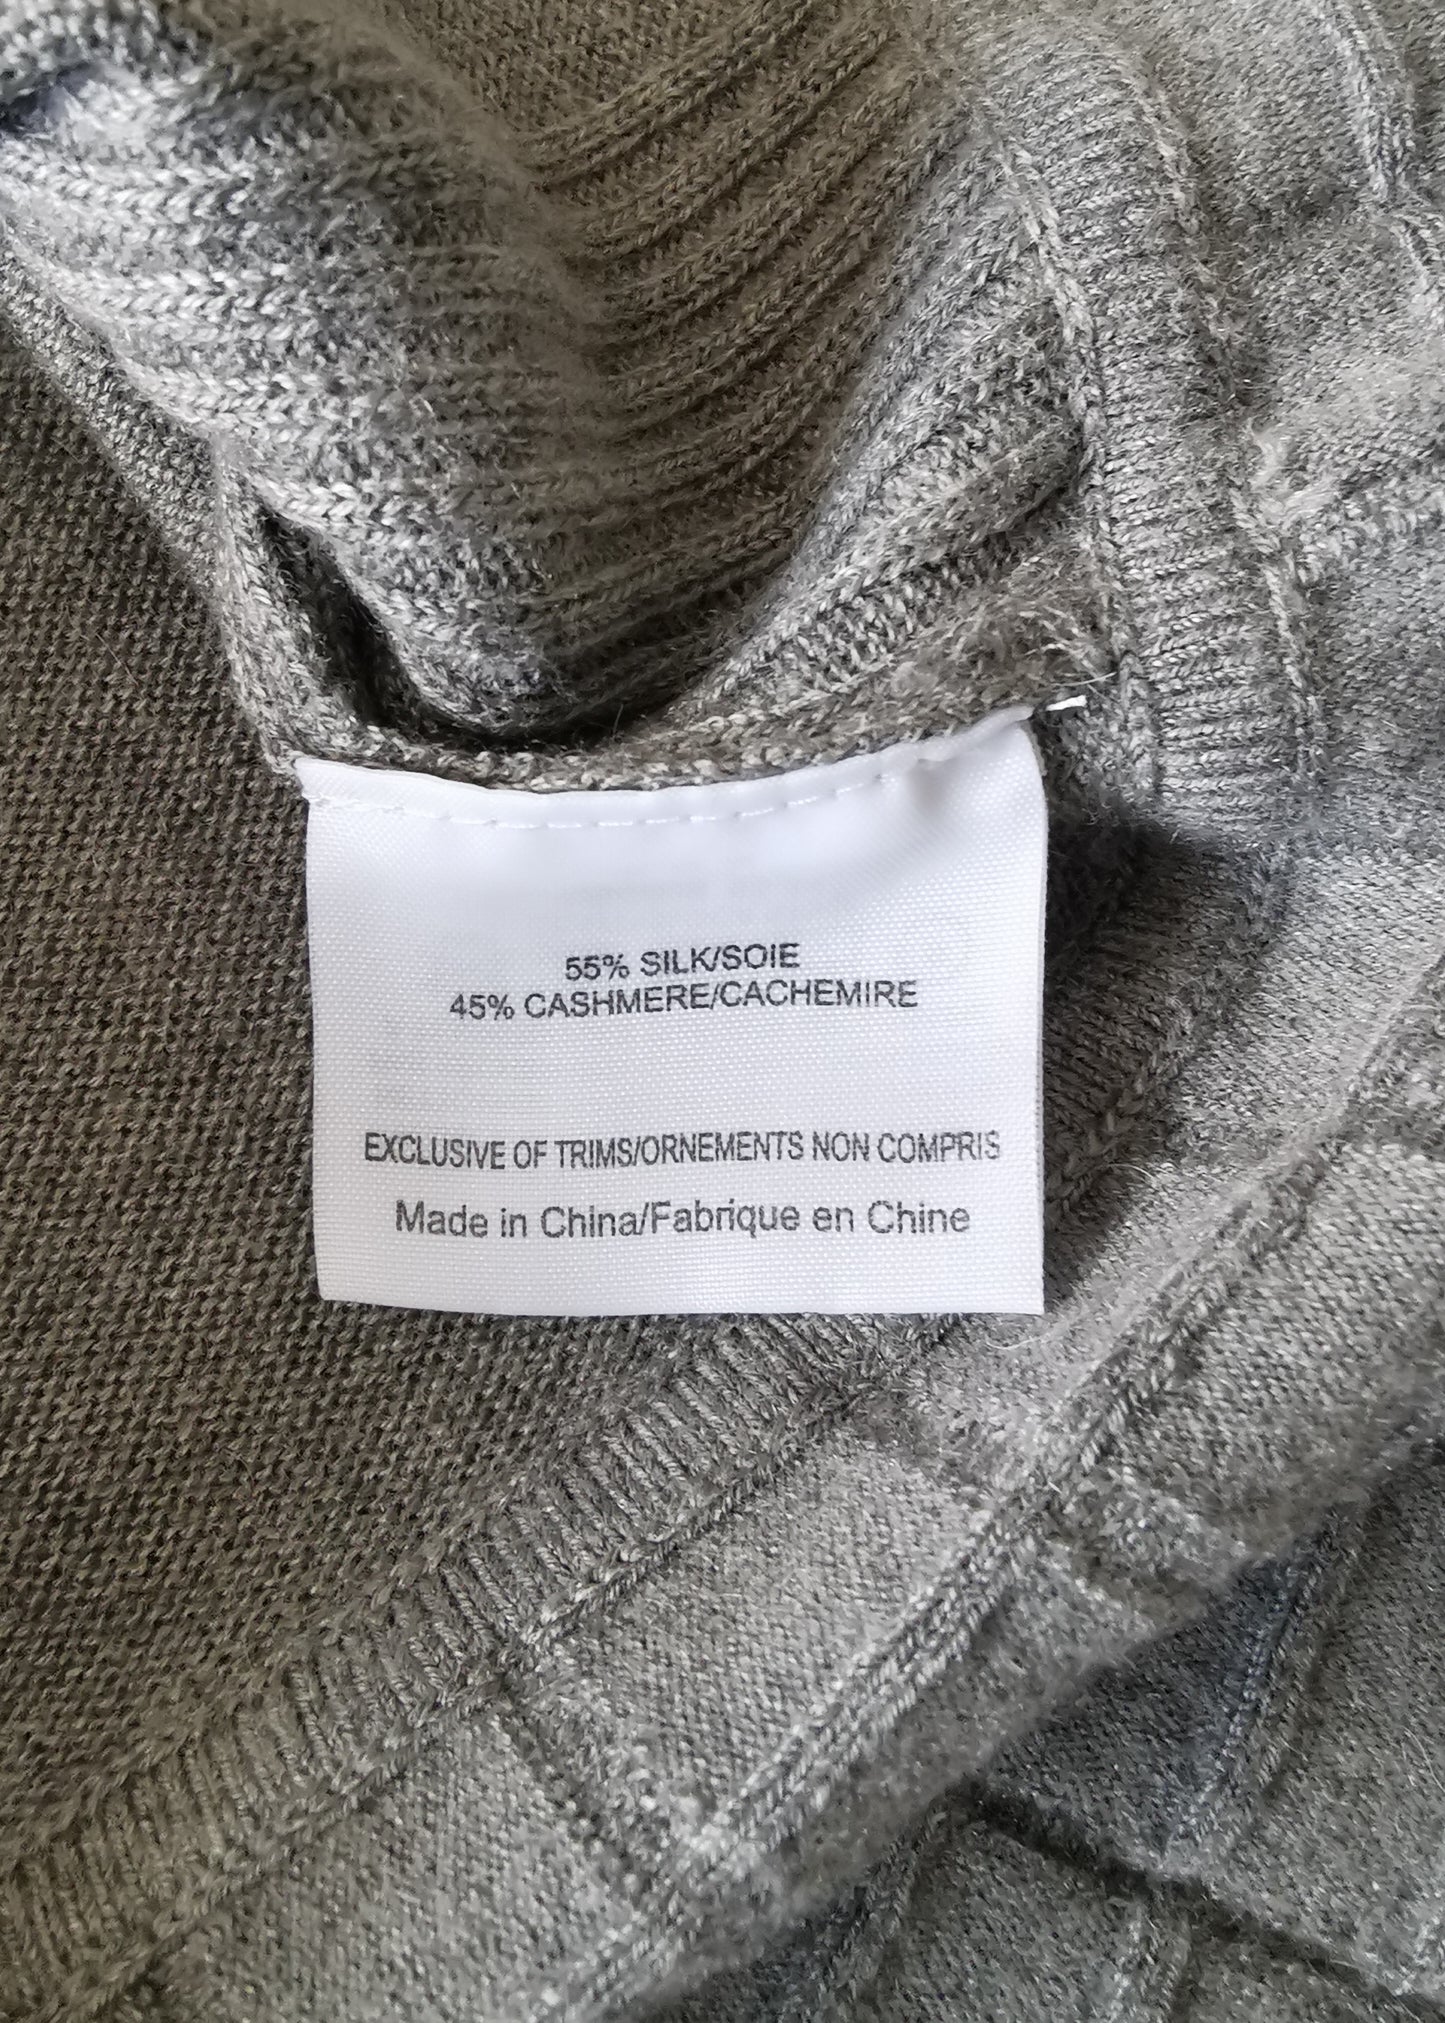 55% SILK/SOIE
45% CASHMERE/CACHEMIRE
EXCLUSIVE OF TRIMS/ORNEMENTS NON COMPRIS
Made in China/Fabrique en Chine